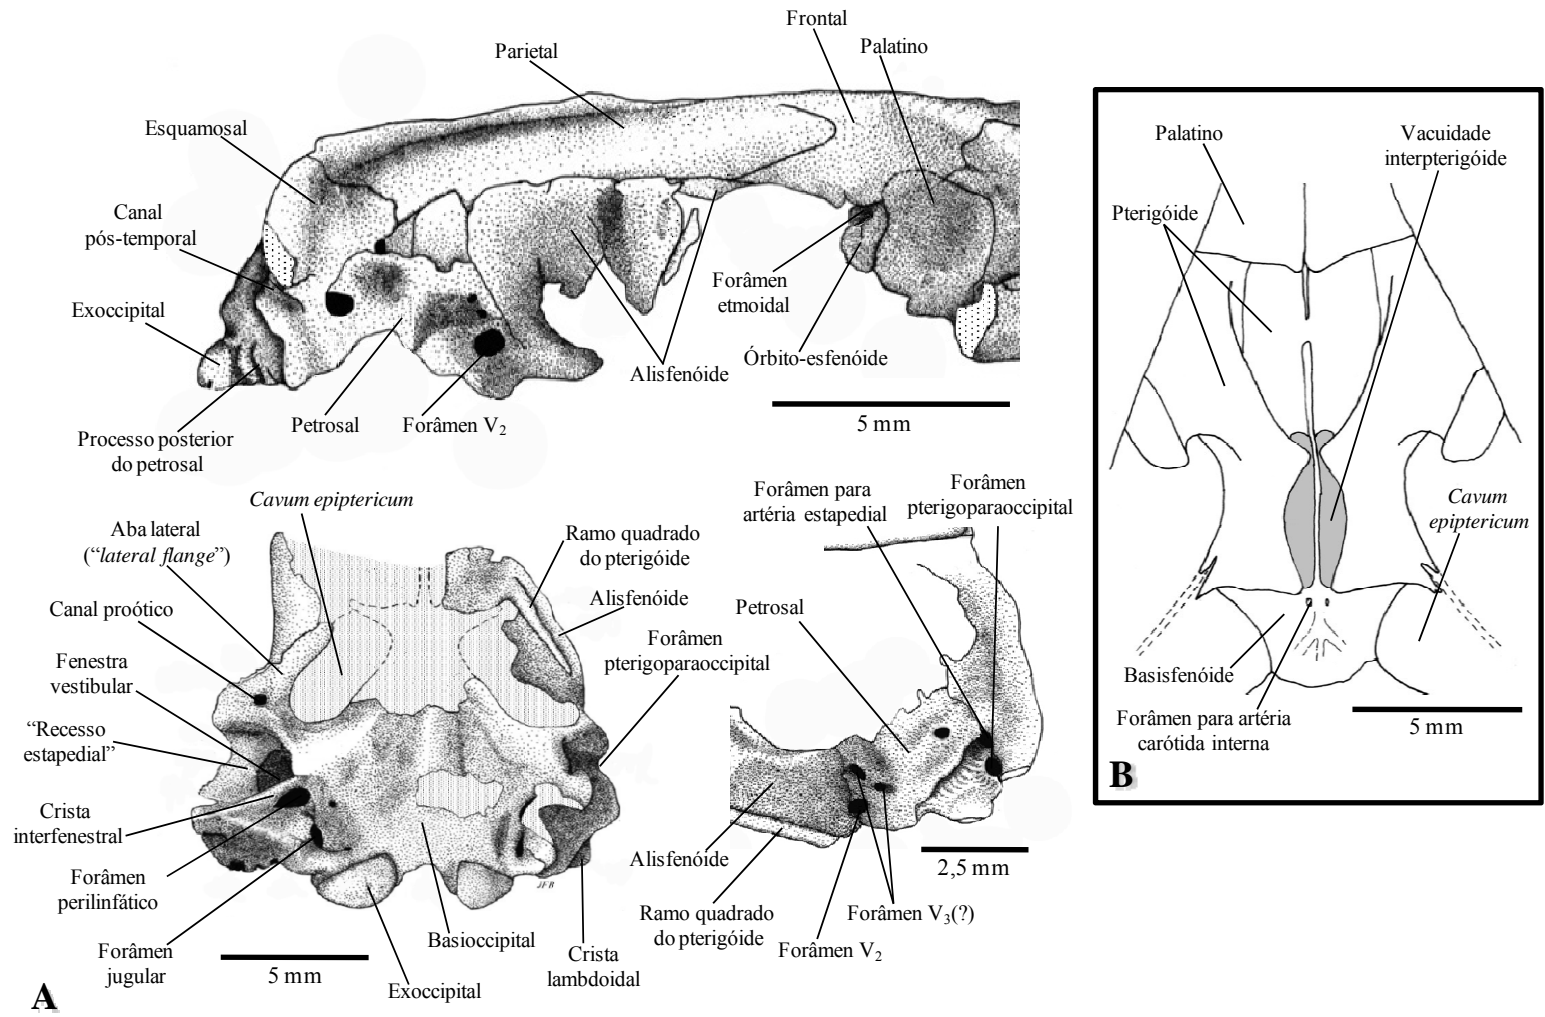 Frontal
Palatino
Parietal
Esquamosal
Canal
pós-temporal
Exoccipital
Processo posterior
do petrosal
Petrosal
Forâmen V2
Alisfenóide
Forâmen
etmoidal
Órbito-esfenóide
5 mm
Cavum epiptericum
Aba lateral
(“lateral flange”)
Canal proótico
Fenestra
vestibular
“Recesso
estapedial”
Crista
interfenestral
Forâmen
perilinfático
Forâmen
jugular
5 mm
Exoccipital
Basioccipital
Crista
lambdoidal
Ramo quadrado
do pterigóide
Alisfenóide
Forâmen
pterigoparaoccipital
JFB
Forâmen para
artéria estapedial
Forâmen
pterigoparaoccipital
Petrosal
Alisfenóide
Ramo quadrado
do pterigóide
Forâmen V2
Forâmen V3(?)
2,5 mm
A
Palatino
Vacuidade
interpterigóide
Pterigóide
Cavum
epiptericum
Basisfenóide
Forâmen para artéria
carótida interna
5 mm
B